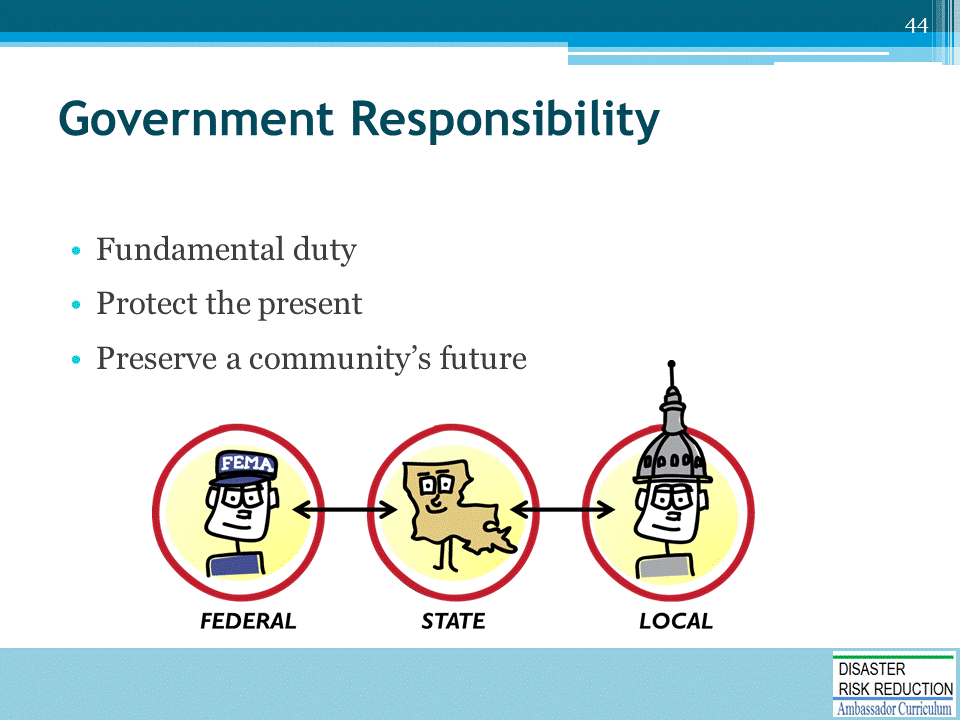 44
Government Responsibility
• Fundamental duty
• Protect the present
• Preserve a community’s future
FEMA
FEDERAL
STATE
LOCAL
DISASTER
RISK REDUCTION
Ambassador Curriculum